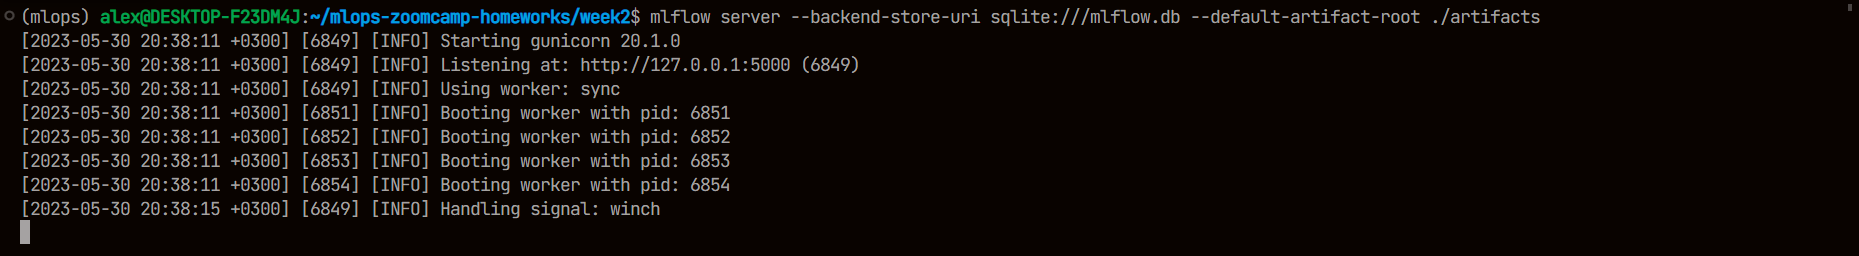 (mlops) alex@DESKTOP-F23DM4J:~/mlops-zoomcamp-homeworks/week2$ mlflow server --backend-store-uri sqlite:///mlflow.db --default-artifact-root ./artifacts
[2023-05-30 20:38:11 +0300] [6849] [INFO] Starting gunicorn 20.1.0
[2023-05-30 20:38:11 +0300] [6849] [INFO] Listening at: http://127.0.0.1:5000 (6849)
[2023-05-30 20:38:11 +0300] [6849] [INFO] Using worker: sync
[2023-05-30 20:38:11 +0300] [6851] [INFO] Booting worker with pid: 6851
[2023-05-30 20:38:11 +0300] [6852] [INFO] Booting worker with pid: 6852
[2023-05-30 20:38:11 +0300] [6853] [INFO] Booting worker with pid: 6853
[2023-05-30 20:38:11 +0300] [6854] [INFO] Booting worker with pid: 6854
[2023-05-30 20:38:15 +0300] [6849] [INFO] Handling signal: winch